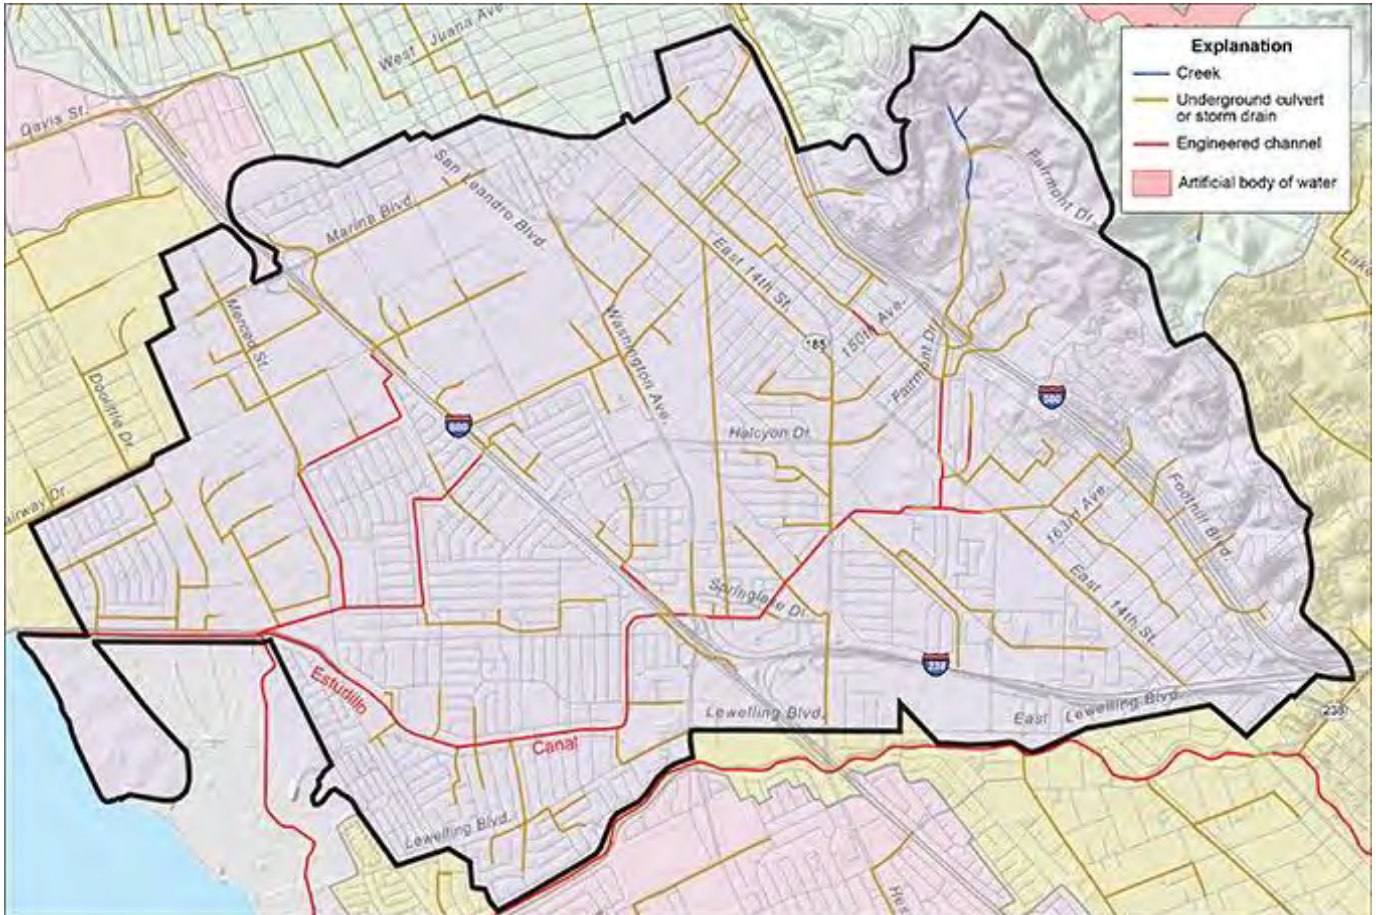 West Juana Ave.
Explanation
Creek
Underground culvert
or storm drain
Engineered channel
Artificial body of water
Davis St.
San Leandro Blvd.
Fairmont Dr.
Marina Blvd.
East 14th St.
Merced St.
Washington Ave.
185
150th Ave.
Fairmont Dr.
Doolittle Dr.
580
880
Halcyon Dr.
Foothill Blvd.
163rd Ave.
East 14th St.
Springlake Dr.
238
Estudillo
Canal
Lewelling Blvd.
East Lewelling Blvd.
238
Lewelling Blvd.